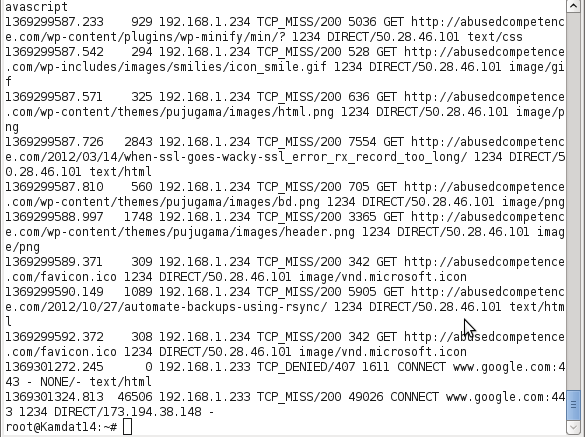 avascript
1369299587.233    929 192.168.1.234 TCP_MISS/200 5036 GET http://abusedcompetenc
e.com/wp-content/plugins/wp-minify/min/? 1234 DIRECT/50.28.46.101 text/css
1369299587.542    294 192.168.1.234 TCP_MISS/200 528 GET http://abusedcompetence
.com/wp-includes/images/smilies/icon_smile.gif 1234 DIRECT/50.28.46.101 image/gi
f
1369299587.571    325 192.168.1.234 TCP_MISS/200 636 GET http://abusedcompetence
.com/wp-content/themes/pujugama/images/html.png 1234 DIRECT/50.28.46.101 image/p
ng
1369299587.726   2843 192.168.1.234 TCP_MISS/200 7554 GET http://abusedcompetenc
e.com/2012/03/14/when-ssl-goes-wacky-ssl_error_rx_record_too_long/ 1234 DIRECT/5
0.28.46.101 text/html
1369299587.810    560 192.168.1.234 TCP_MISS/200 705 GET http://abusedcompetence
.com/wp-content/themes/pujugama/images/bd.png 1234 DIRECT/50.28.46.101 image/png
1369299588.997   1748 192.168.1.234 TCP_MISS/200 3365 GET http://abusedcompetenc
e.com/wp-content/themes/pujugama/images/header.png 1234 DIRECT/50.28.46.101 imag
e/png
1369299589.371    309 192.168.1.234 TCP_MISS/200 342 GET http://abusedcompetence
.com/favicon.ico 1234 DIRECT/50.28.46.101 image/vnd.microsoft.icon
1369299590.149   1089 192.168.1.234 TCP_MISS/200 5905 GET http://abusedcompetenc
e.com/2012/10/27/automate-backups-using-rsync/ 1234 DIRECT/50.28.46.101 text/htm
l
1369299592.372    308 192.168.1.234 TCP_MISS/200 342 GET http://abusedcompetence
.com/favicon.ico 1234 DIRECT/50.28.46.101 image/vnd.microsoft.icon
1369301272.245      0 192.168.1.233 TCP_DENIED/407 1611 CONNECT www.google.com:4
43 - NONE/- text/html
1369301324.813  46506 192.168.1.233 TCP_MISS/200 49026 CONNECT www.google.com:44
3 1234 DIRECT/173.194.38.148 -
root@Kamdat14:~#